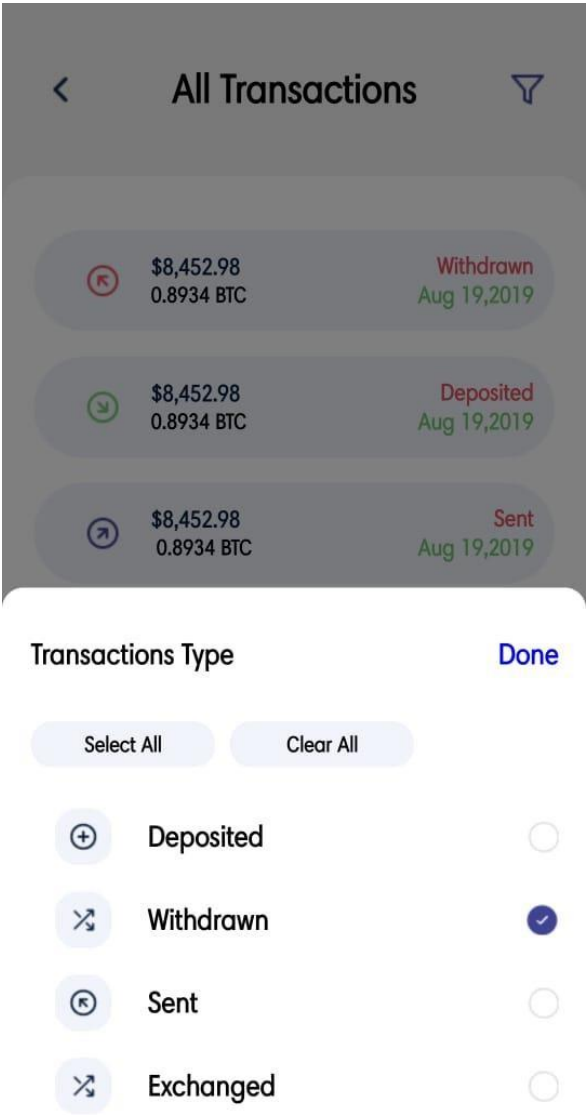 All Transactions
$8,452.98 Withdrawn
0.8934 BTC Aug 19,2019
$8,452.98 Deposited
0.8934 BTC Aug 19,2019
$8,452.98 Sent
0.8934 BTC Aug 19,2019
Transactions Type Done
Select All Clear All
Deposited
Withdrawn
Sent
Exchanged